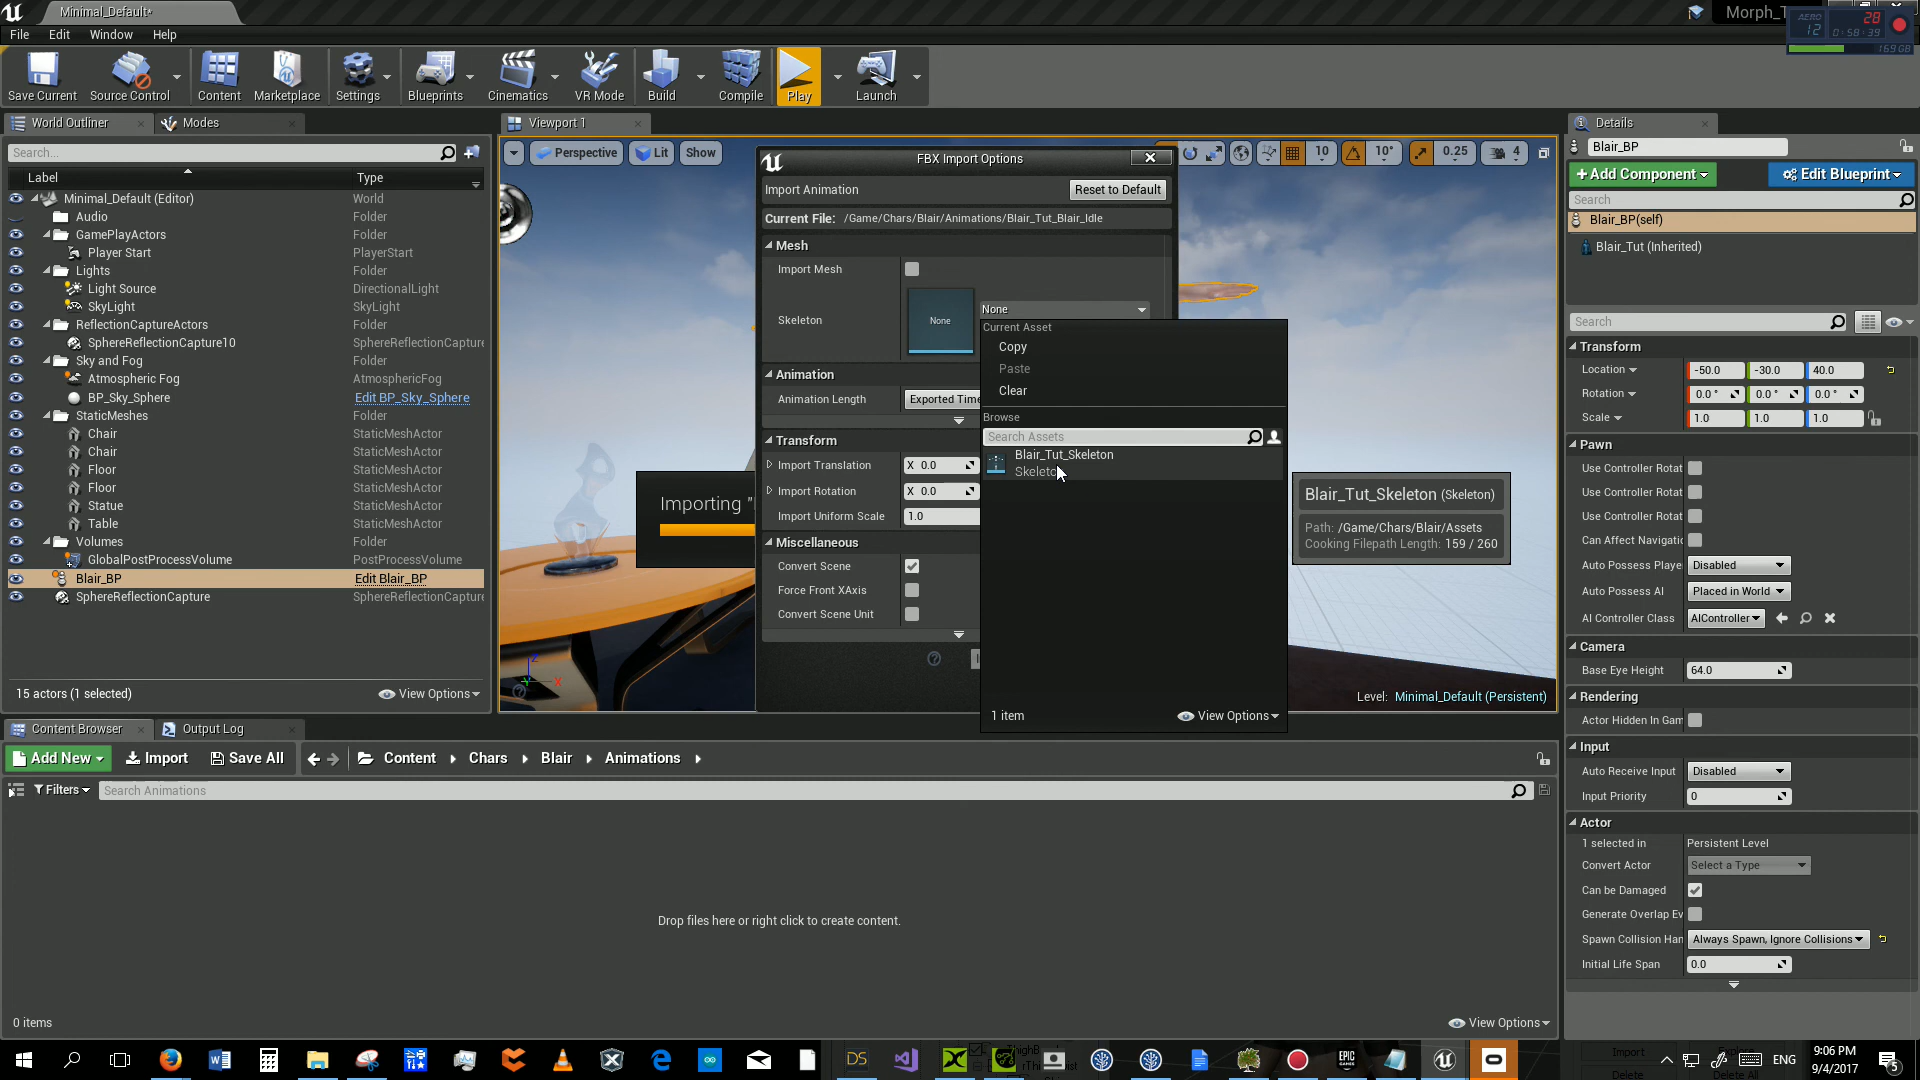 Minimal_Default*
Morph_T
AERO
12
28
0:58:39
169GB
File
Edit
Window
Help
Save Current
Source Control
Content
Marketplace
Settings
Blueprints
Cinematics
VR Mode
Build
Compile
Play
Launch
World Outliner
Modes
Search...
Label
Type
Minimal_Default (Editor)
World
Audio
Folder
GamePlayActors
Folder
Player Start
PlayerStart
Lights
Folder
Light Source
DirectionalLight
SkyLight
SkyLight
ReflectionCaptureActors
Folder
SphereReflectionCapture10
SphereReflectionCapture
Sky and Fog
Folder
Atmospheric Fog
AtmosphericFog
BP_Sky_Sphere
Edit BP_Sky_Sphere
StaticMeshes
Folder
Chair
StaticMeshActor
Chair
StaticMeshActor
Floor
StaticMeshActor
Floor
StaticMeshActor
Statue
StaticMeshActor
Table
StaticMeshActor
Volumes
Folder
GlobalPostProcessVolume
PostProcessVolume
Blair_BP
Edit Blair_BP
SphereReflectionCapture
SphereReflectionCapture
15 actors (1 selected)
View Options
Viewport 1
Perspective
Lit
Show
10
10°
0.25
4
Importing "
Level: Minimal_Default (Persistent)
FBX Import Options
Import Animation
Reset to Default
Current File: /Game/Chars/Blair/Animations/Blair_Tut_Blair_Idle
Mesh
Import Mesh
Skeleton
None
None
Animation
Animation Length
Exported Time
Transform
Import Translation
X 0.0
Import Rotation
X 0.0
Import Uniform Scale
1.0
Miscellaneous
Convert Scene
Force Front XAxis
Convert Scene Unit
Current Asset
Copy
Paste
Clear
Browse
Search Assets
Blair_Tut_Skeleton
Skeleto
1 item
View Options
Blair_Tut_Skeleton (Skeleton)
Path: /Game/Chars/Blair/Assets
Cooking Filepath Length: 159 / 260
Details
Blair_BP
Add Component
Edit Blueprint
Search
Blair_BP(self)
Blair_Tut (Inherited)
Search
Transform
Location
-50.0
-30.0
40.0
Rotation
0.0 °
0.0 °
0.0 °
Scale
1.0
1.0
1.0
Pawn
Use Controller Rotat
Use Controller Rotat
Use Controller Rotat
Can Affect Navigatic
Auto Possess Playe
Disabled
Auto Possess AI
Placed in World
AI Controller Class
AIController
Camera
Base Eye Height
64.0
Rendering
Actor Hidden In Gam
Input
Auto Receive Input
Disabled
Input Priority
0
Actor
1 selected in
Persistent Level
Convert Actor
Select a Type
Can be Damaged
Generate Overlap Ev
Spawn Collision Han
Always Spawn, Ignore Collisions
Initial Life Span
0.0
Content Browser
Output Log
Add New
Import
Save All
Content
Chars
Blair
Animations
Filters
Search Animations
Drop files here or right click to create content.
0 items
View Options
DS
EPIC
GAMES
Import
Delete
ENG
9:06 PM
9/4/2017
5